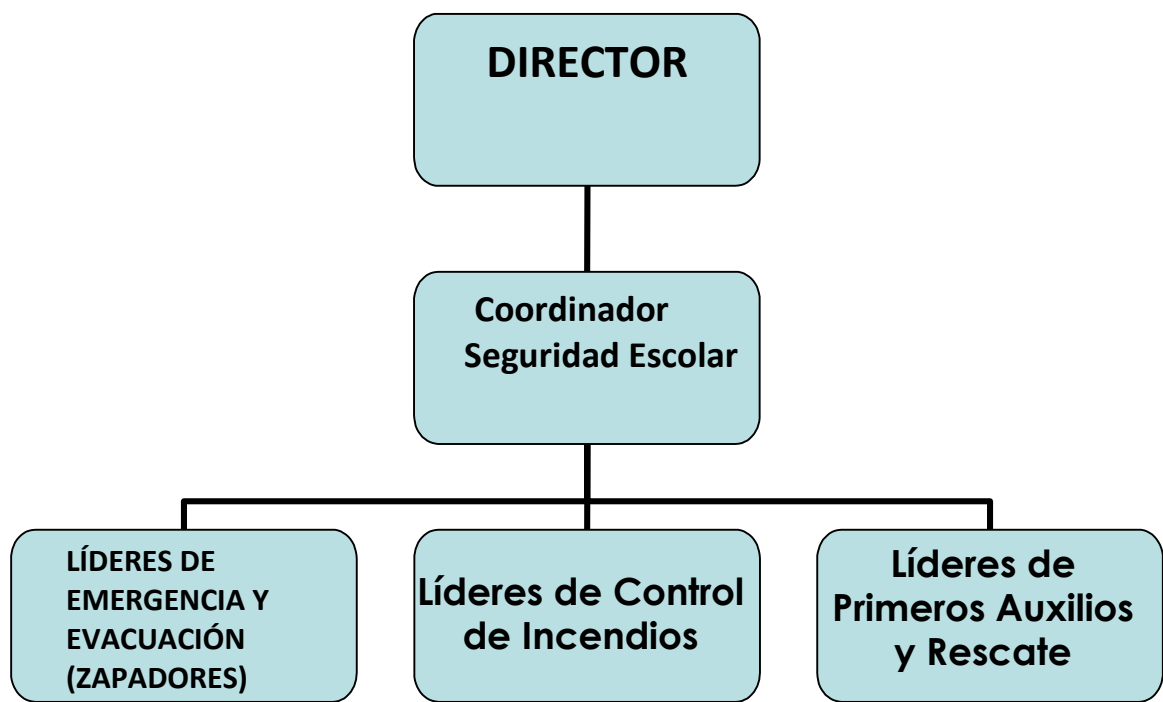 DIRECTOR
Coordinador
Seguridad Escolar
LÍDERES DE
EMERGENCIA Y
EVACUACIÓN
(ZAPADORES)
Líderes de Control
de Incendios
Líderes de
Primeros Auxilios
y Rescate